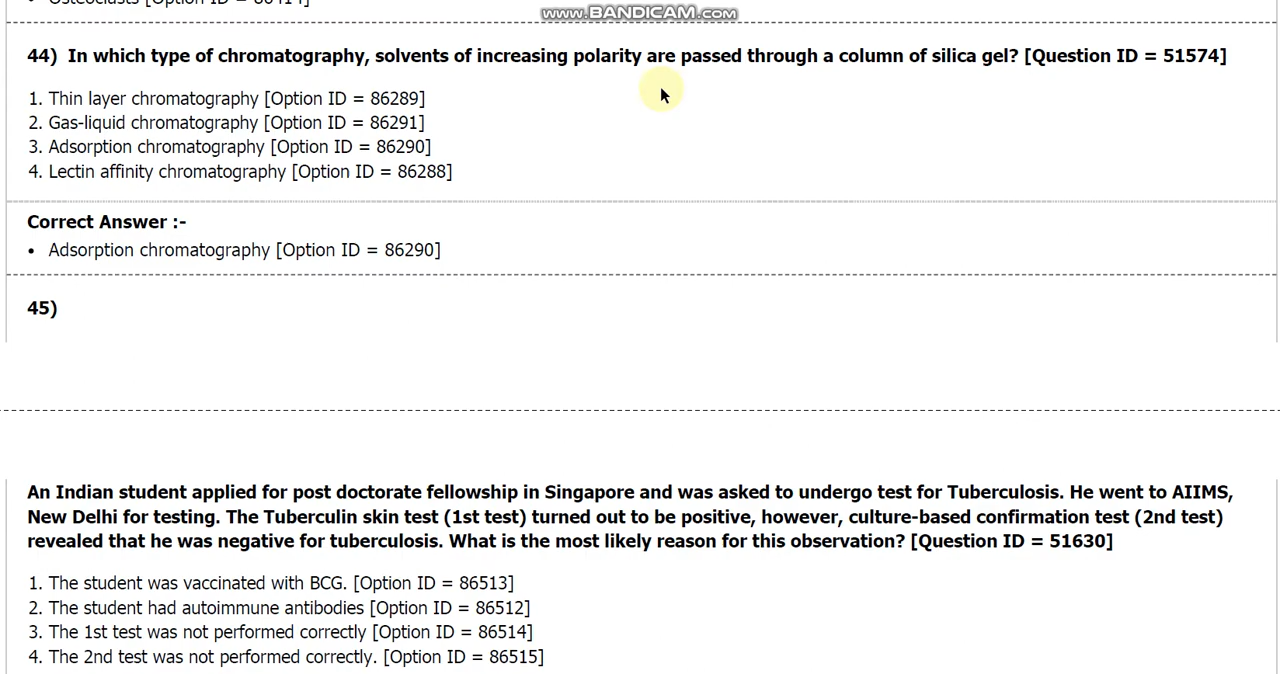 Osteoclasts [Option ID = 86414]
www.BANDICAM.com
44) In which type of chromatography, solvents of increasing polarity are passed through a column of silica gel? [Question ID = 51574]
1. Thin layer chromatography [Option ID = 86289]
2. Gas-liquid chromatography [Option ID = 86291]
3. Adsorption chromatography [Option ID = 86290]
4. Lectin affinity chromatography [Option ID = 86288]
Correct Answer :-
• Adsorption chromatography [Option ID = 86290]
45)
An Indian student applied for post doctorate fellowship in Singapore and was asked to undergo test for Tuberculosis. He went to AIIMS,
New Delhi for testing. The Tuberculin skin test (1st test) turned out to be positive, however, culture-based confirmation test (2nd test)
revealed that he was negative for tuberculosis. What is the most likely reason for this observation? [Question ID = 51630]
1. The student was vaccinated with BCG. [Option ID = 86513]
2. The student had autoimmune antibodies [Option ID = 86512]
3. The 1st test was not performed correctly [Option ID = 86514]
4. The 2nd test was not performed correctly. [Option ID = 86515]